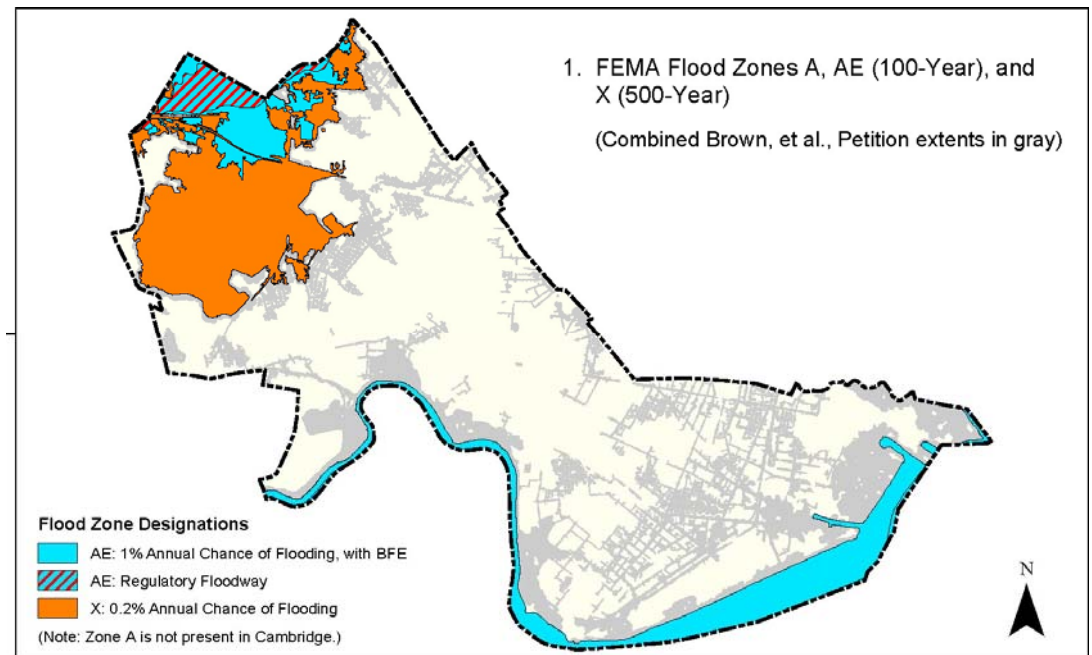 1. FEMA Flood Zones A, AE (100-Year), and
X (500-Year)
(Combined Brown, et al., Petition extents in gray)
Flood Zone Designations
AE: 1% Annual Chance of Flooding, with BFE
AE: Regulatory Floodway
X: 0.2% Annual Chance of Flooding
(Note: Zone A is not present in Cambridge.)
N